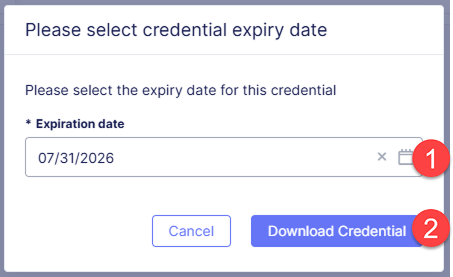 Please select credential expiry date
Please select the expiry date for this credential
* Expiration date
07/31/2026
1
Cancel
Download Credential
2